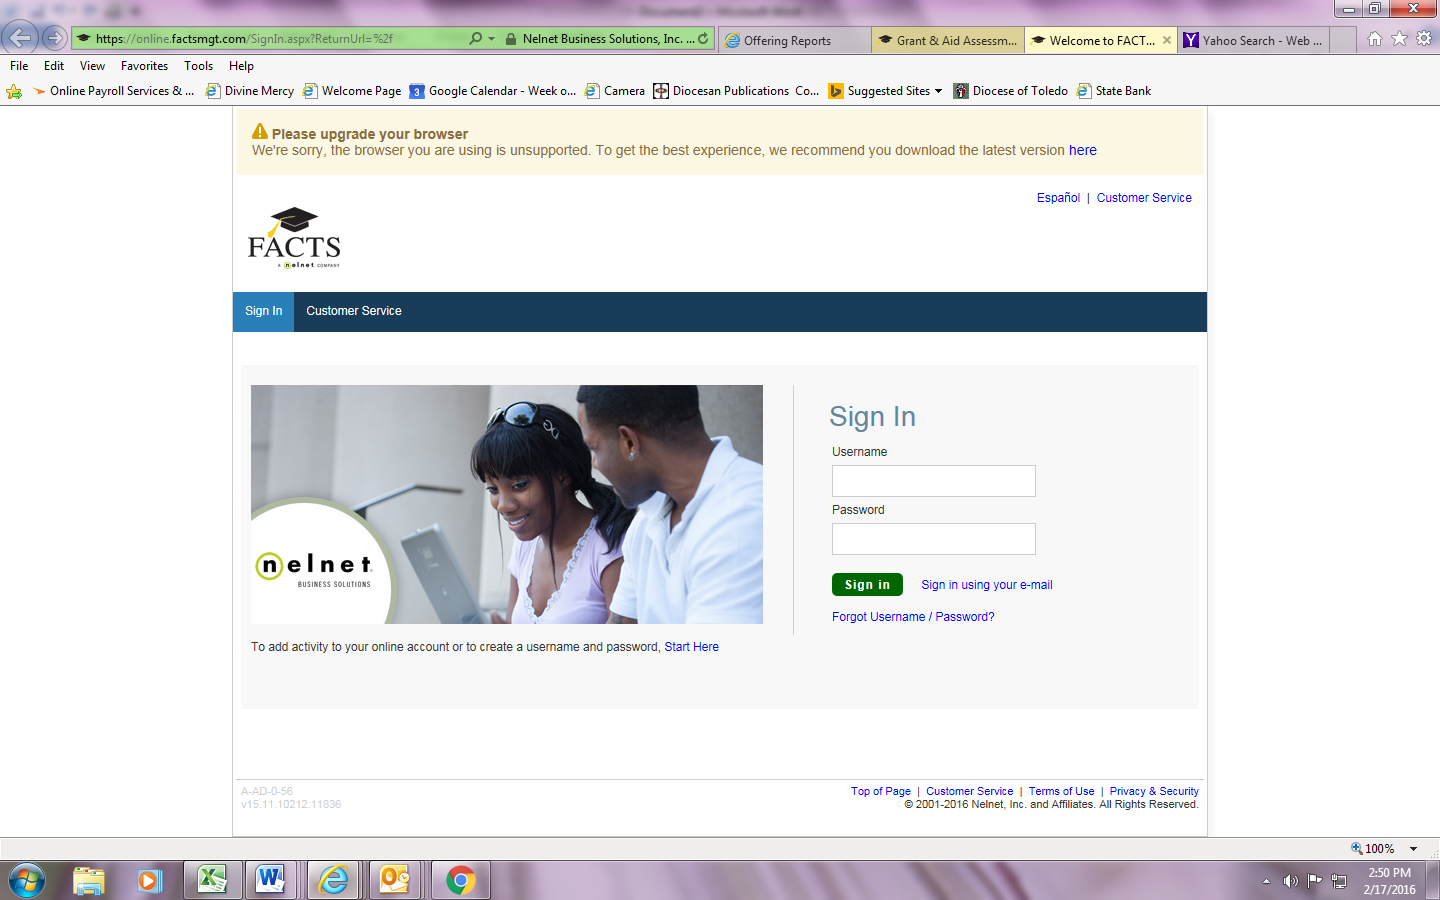 https://online.factsmgt.com/SignIn.aspx?ReturnUrl=%2f
Nelnet Business Solutions, Inc. ...
Offering Reports
Grant & Aid Assessm...
Welcome to FACT...
Yahoo Search - Web ...
File Edit View Favorites Tools Help
Online Payroll Services & ...
Divine Mercy
Welcome Page
Google Calendar - Week o...
Camera
Diocesan Publications Co...
Suggested Sites
Diocese of Toledo
State Bank
Please upgrade your browser
We're sorry, the browser you are using is unsupported. To get the best experience, we recommend you download the latest version here
Español | Customer Service
FACTS
A nelnet COMPANY
Sign In Customer Service
nelnet
BUSINESS SOLUTIONS
To add activity to your online account or to create a username and password, Start Here
Sign In
Username
Password
Sign in Sign in using your e-mail
Forgot Username / Password?
A-AD-0-56
v15.11.10212.11836
Top of Page | Customer Service | Terms of Use | Privacy & Security
© 2001-2016 Nelnet, Inc. and Affiliates. All Rights Reserved.
100%
2:50 PM
2/17/2016